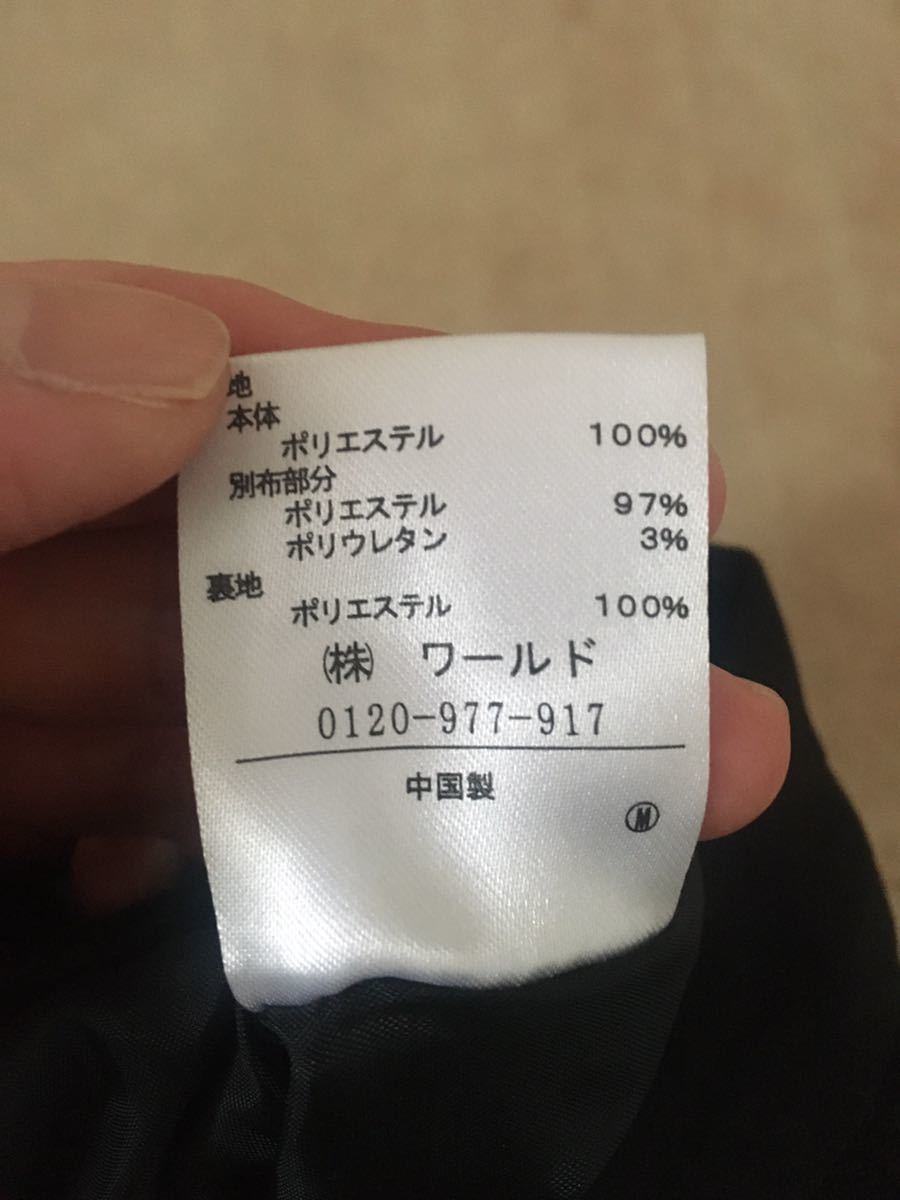 地
本体
ポリエステル 100%
別布部分
ポリエステル 97%
ポリウレタン 3%
裏地
ポリエステル 100%
㈱ ワールド
0120-977-917
中国製
Ⓜ